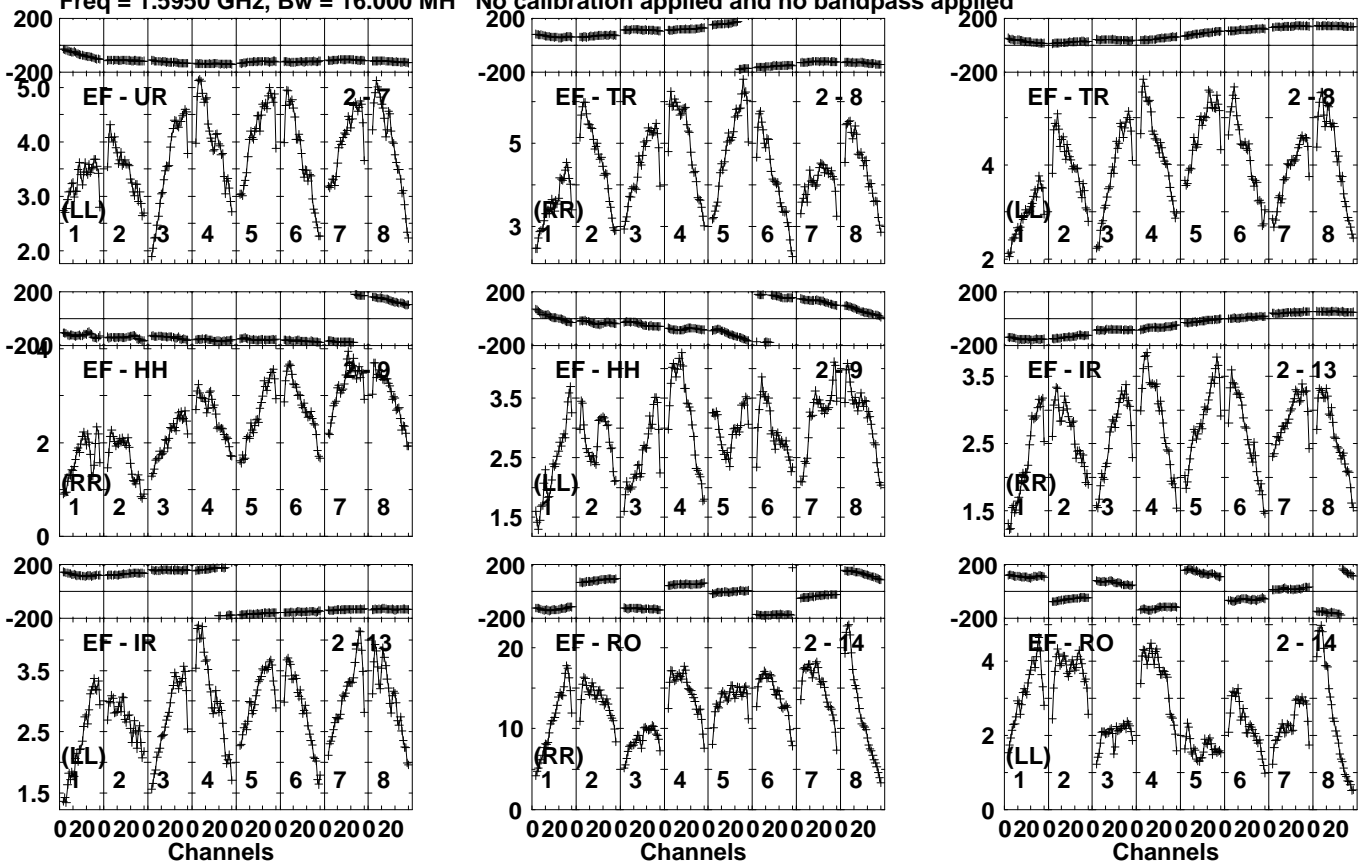 Freq = 1.5950 GHz, Bw = 16.000 MH No calibration applied and no bandpass applied
200
-200
5.0
4.0
3.0
2.0
EF - UR
2 - 7
(LL)
1 2 3 4 5 6 7 8
200
-200
5
3
EF - TR
2 - 8
(RR)
1 2 3 4 5 6 7 8
200
-200
4
2
EF - TR
2 - 8
(LL)
1 2 3 4 5 6 7 8
200
-200
4
2
0
EF - HH
2 - 9
(RR)
1 2 3 4 5 6 7 8
200
-200
3.5
2.5
1.5
EF - HH
2 - 9
(LL)
1 2 3 4 5 6 7 8
200
-200
3.5
2.5
1.5
EF - IR
2 - 13
(RR)
1 2 3 4 5 6 7 8
200
-200
3.5
2.5
1.5
EF - IR
2 - 13
(LL)
1 2 3 4 5 6 7 8
0 20 0 20 0 20 0 20 0 20 0 20 0 20 0 20
Channels
200
-200
20
10
0
EF - RO
2 - 14
(RR)
1 2 3 4 5 6 7 8
0 20 0 20 0 20 0 20 0 20 0 20 0 20 0 20
Channels
200
-200
4
2
0
EF - RO
2 - 14
(LL)
1 2 3 4 5 6 7 8
0 20 0 20 0 20 0 20 0 20 0 20 0 20 0 20
Channels